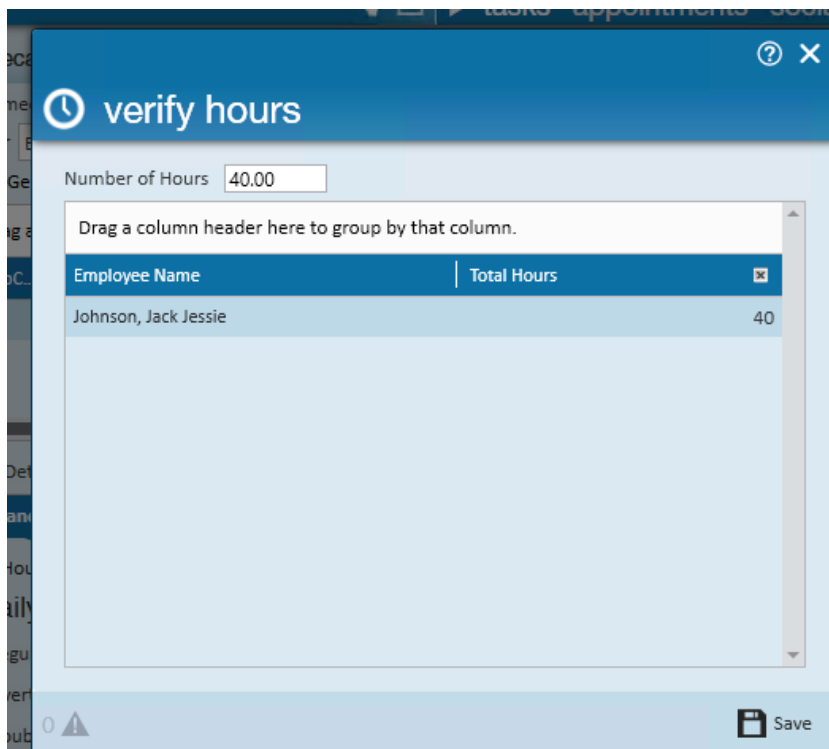 tasks appointments
verify hours
Number of Hours 40.00
Drag a column header here to group by that column.
Employee Name Total Hours
Johnson, Jack Jessie 40
0
Save